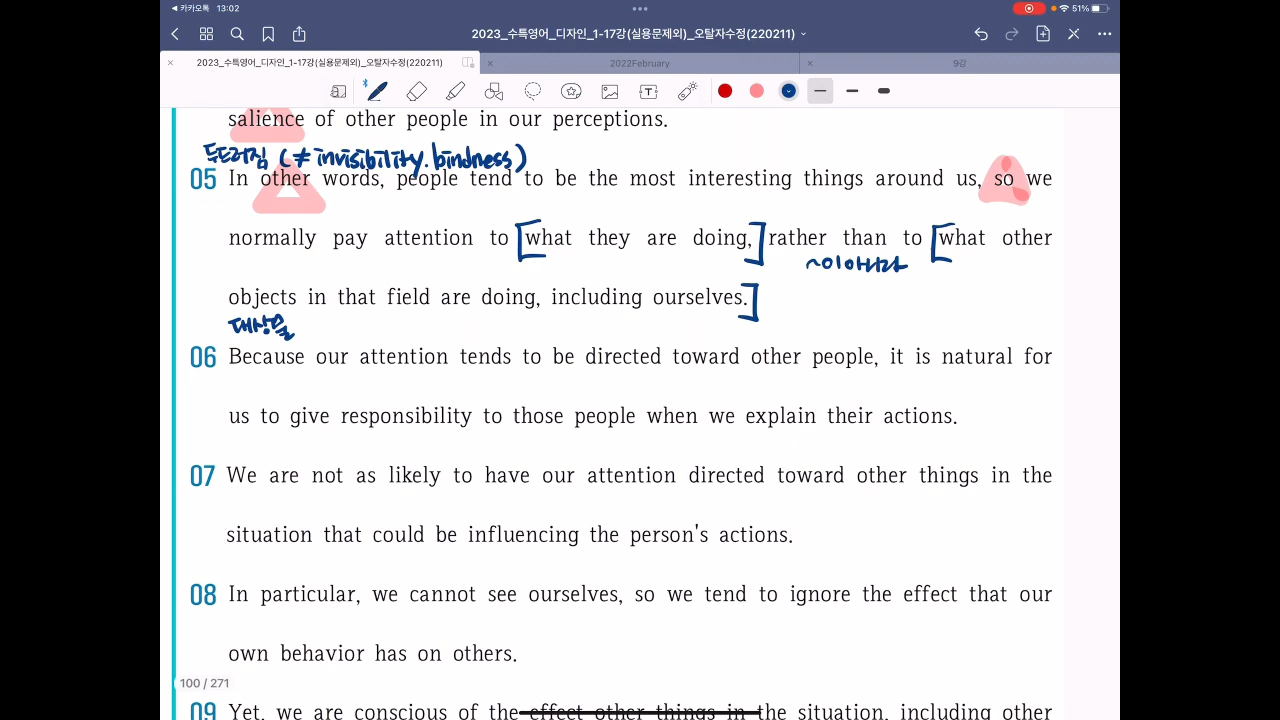 카카오톡 13:02
51%
2023_수특영어_디자인_1-17강(실용문제외)_오탈자수정(220211)
2023_수특영어_디자인_1-17강(실용문제외)_오탈자수정(220211)
2022February
9강
salience of other people in our perceptions.
두드러짐 (≠ invisibility. bindness)
05 In other words, people tend to be the most interesting things around us, so we
normally pay attention to [what they are doing,] rather than to [what other
~이 아니라
objects in that field are doing, including ourselves.]
대상물
06 Because our attention tends to be directed toward other people, it is natural for
us to give responsibility to those people when we explain their actions.
07 We are not as likely to have our attention directed toward other things in the
situation that could be influencing the person's actions.
08 In particular, we cannot see ourselves, so we tend to ignore the effect that our
own behavior has on others.
100 / 271
09 Yet, we are conscious of the effect other things in the situation, including other